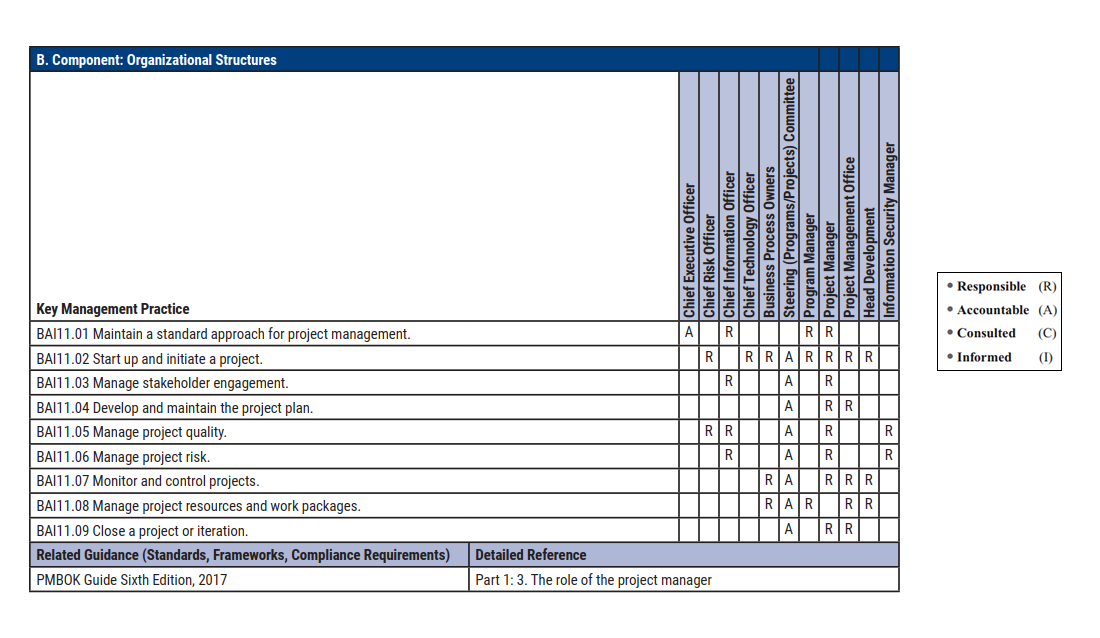 B. Component: Organizational Structures
Key Management Practice
Chief Executive Officer
Chief Risk Officer
Chief Information Officer
Chief Technology Officer
Business Process Owners
Steering (Programs/Projects) Committee
Program Manager
Project Manager
Project Management Office
Head Development
Information Security Manager
BAI11.01 Maintain a standard approach for project management. A R R R
BAI11.02 Start up and initiate a project. R R R A R R R R
BAI11.03 Manage stakeholder engagement. R A R
BAI11.04 Develop and maintain the project plan. A R R
BAI11.05 Manage project quality. R R A R R
BAI11.06 Manage project risk. R A R R
BAI11.07 Monitor and control projects. R A R R R
BAI11.08 Manage project resources and work packages. R A R R R
BAI11.09 Close a project or iteration. A R R
Related Guidance (Standards, Frameworks, Compliance Requirements) Detailed Reference
PMBOK Guide Sixth Edition, 2017 Part 1: 3. The role of the project manager
• Responsible (R)
• Accountable (A)
• Consulted (C)
• Informed (I)